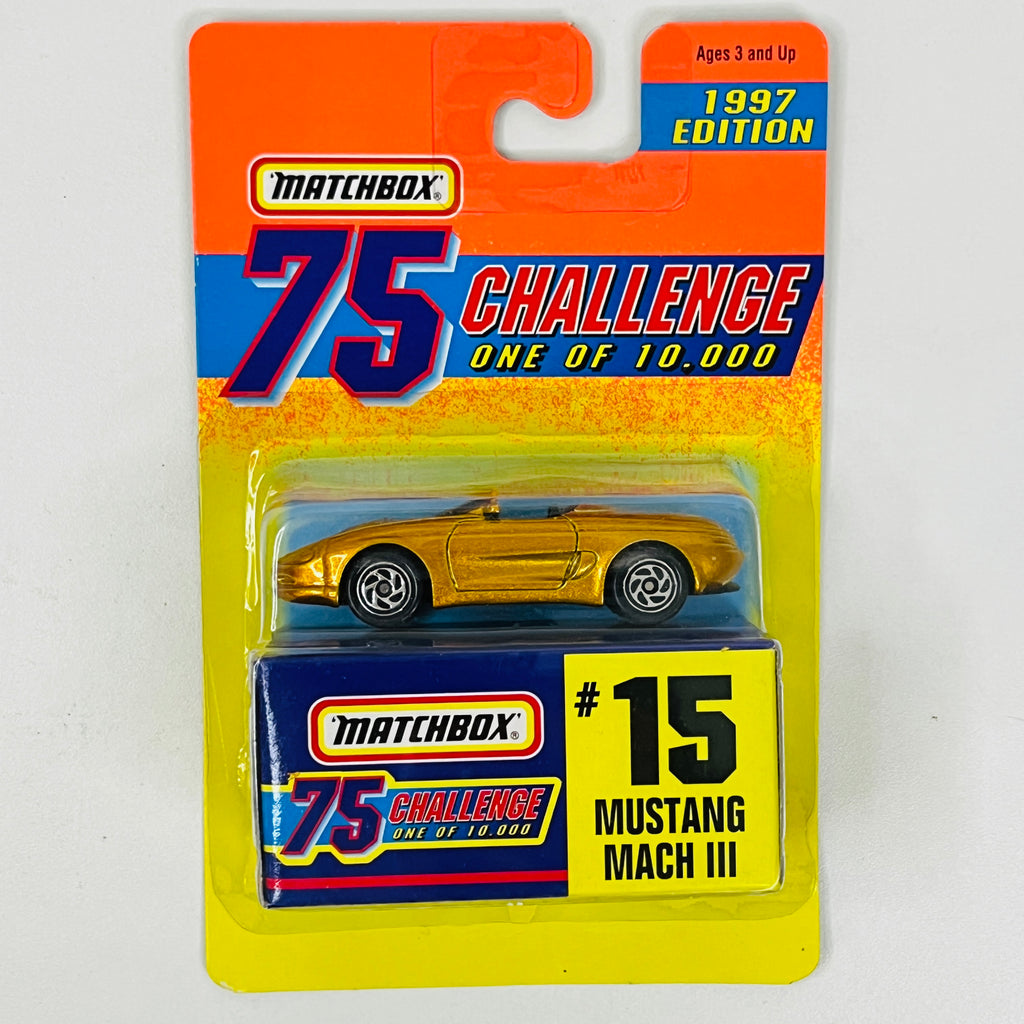 Ages 3 and Up
1997
EDITION
'MATCHBOX'®
75 CHALLENGE
ONE OF 10.000
'MATCHBOX'®
75 CHALLENGE
ONE OF 10.000
# 15
MUSTANG
MACH III